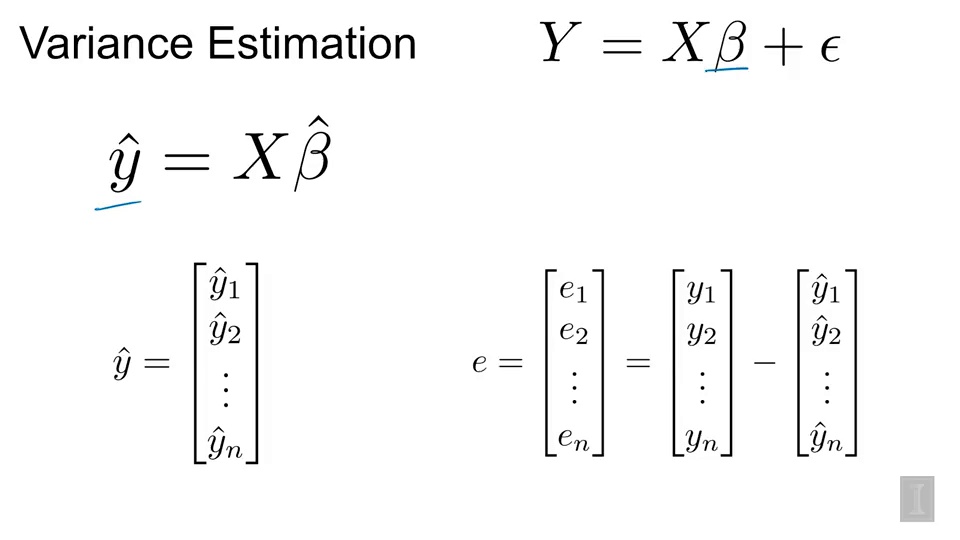 Variance Estimation
Y = Xβ + ϵ
ŷ = Xβ̂
ŷ = [ŷ₁ ŷ₂ ⋮ ŷₙ]
e = [e₁ e₂ ⋮ eₙ] = [y₁ y₂ ⋮ yₙ] − [ŷ₁ ŷ₂ ⋮ ŷₙ]
I